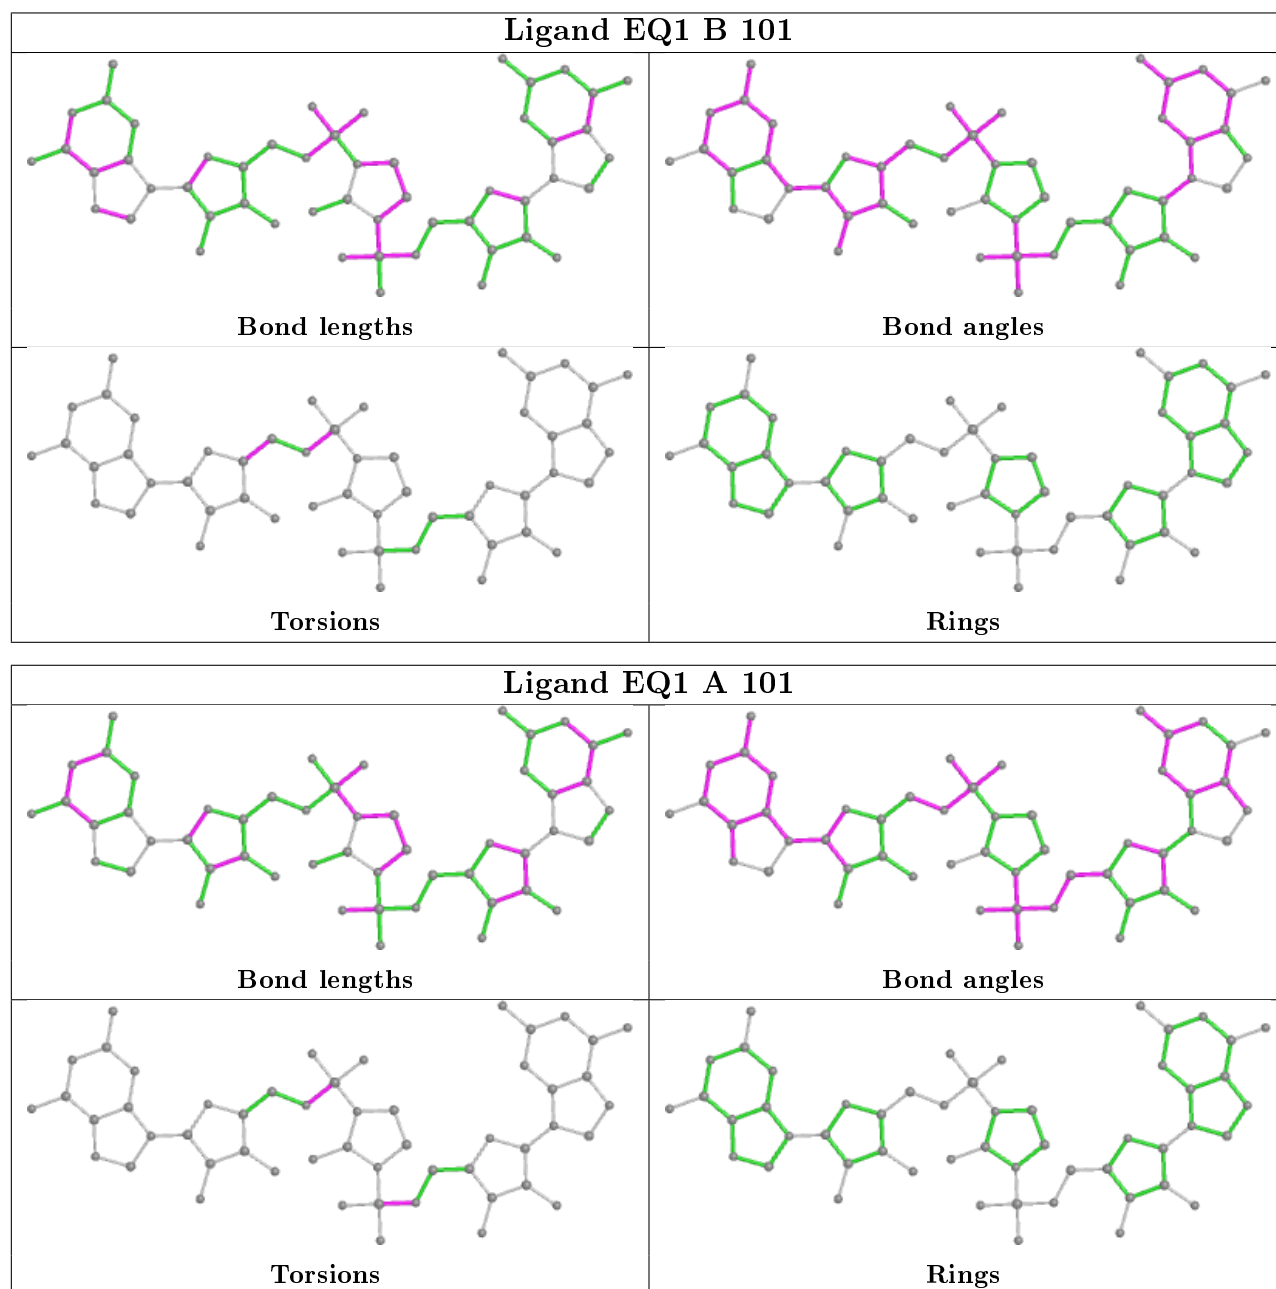 Ligand EQ1 B 101
Bond lengths
Bond angles
Torsions
Rings
Ligand EQ1 A 101
Bond lengths
Bond angles
Torsions
Rings